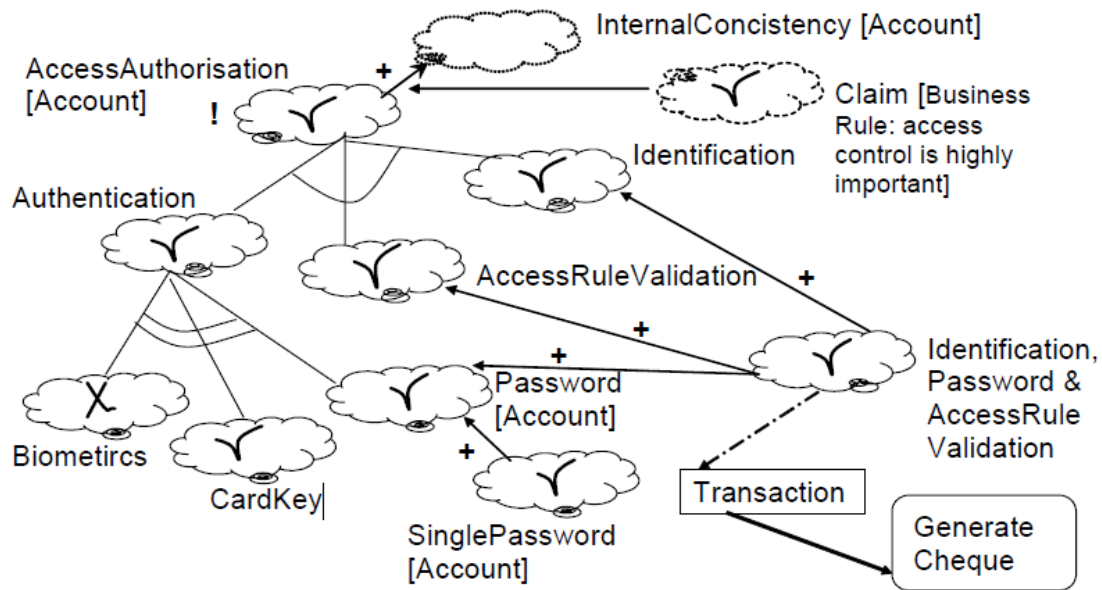 InternalConcistency [Account]
AccessAuthorisation
[Account]
+
!
Claim [Business
Rule: access
control is highly
important]
Identification
Authentication
AccessRuleValidation
+
+
+
Identification,
Password &
AccessRule
Validation
Password
[Account]
+
Biometircs
CardKey
SinglePassword
[Account]
Transaction
Generate
Cheque